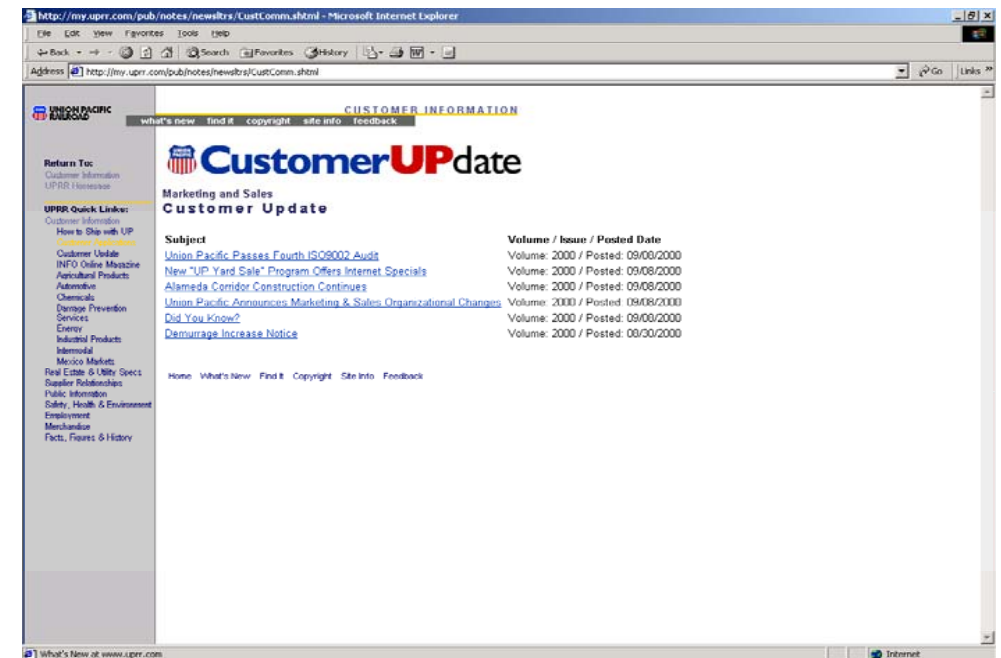 http://my.uprr.com/pub/notes/newsltrs/CustComm.shtml - Microsoft Internet Explorer
File Edit View Favorites Tools Help
Back Search Favorites History
Address http://my.uprr.com/pub/notes/newsltrs/CustComm.shtml Go Links »
UNION PACIFIC
RAILROAD
CUSTOMER INFORMATION
what's new find it copyright site info feedback
Return To:
Customer Information
UPRR Homepage
UPRR Quick Links:
Customer Information
How to Ship with UP
Customer Applications
Customer Update
INFO Online Magazine
Agricultural Products
Automotive
Chemicals
Damage Prevention
Services
Energy
Industrial Products
Intermodal
Mexico Markets
Real Estate & Utility Specs
Supplier Relationships
Public Information
Safety, Health & Environment
Employment
Merchandise
Facts, Figures & History
UNION PACIFIC
CustomerUPdate
Marketing and Sales
Customer Update
Subject Volume / Issue / Posted Date
Union Pacific Passes Fourth ISO9002 Audit Volume: 2000 / Posted: 09/08/2000
New "UP Yard Sale" Program Offers Internet Specials Volume: 2000 / Posted: 09/08/2000
Alameda Corridor Construction Continues Volume: 2000 / Posted: 09/08/2000
Union Pacific Announces Marketing & Sales Organizational Changes Volume: 2000 / Posted: 09/08/2000
Did You Know? Volume: 2000 / Posted: 09/08/2000
Demurrage Increase Notice Volume: 2000 / Posted: 08/30/2000
Home What's New Find It Copyright Site Info Feedback
What's New at www.uprr.com Internet